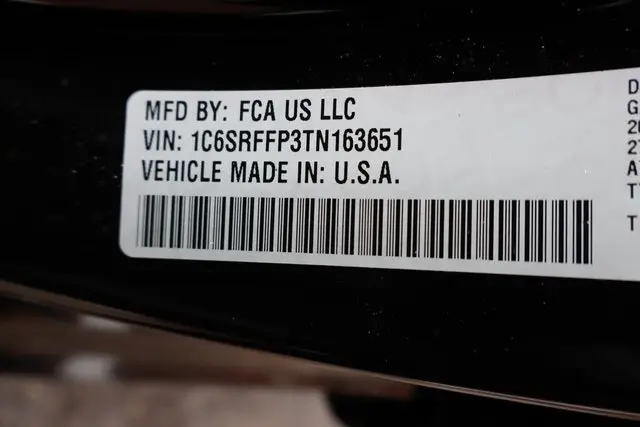 MFD BY: FCA US LLC
VIN: 1C6SRFFP3TN163651
VEHICLE MADE IN: U.S.A.